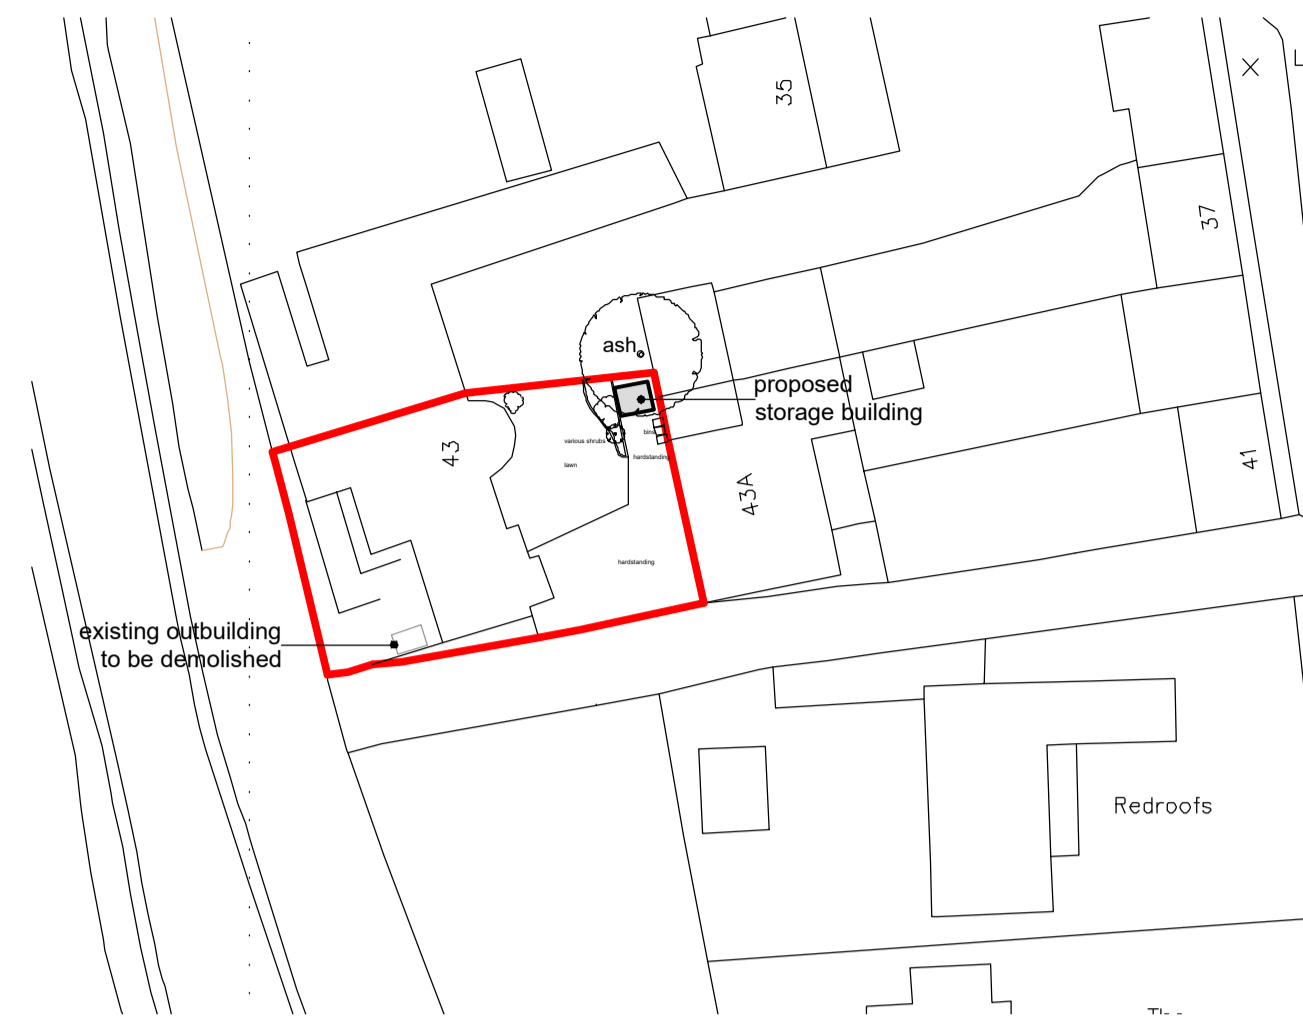 35
X
37
ash
proposed
storage building
43
various shrubs
bins
hardstanding
lawn
43A
41
hardstanding
existing outbuilding
to be demolished
Redroofs